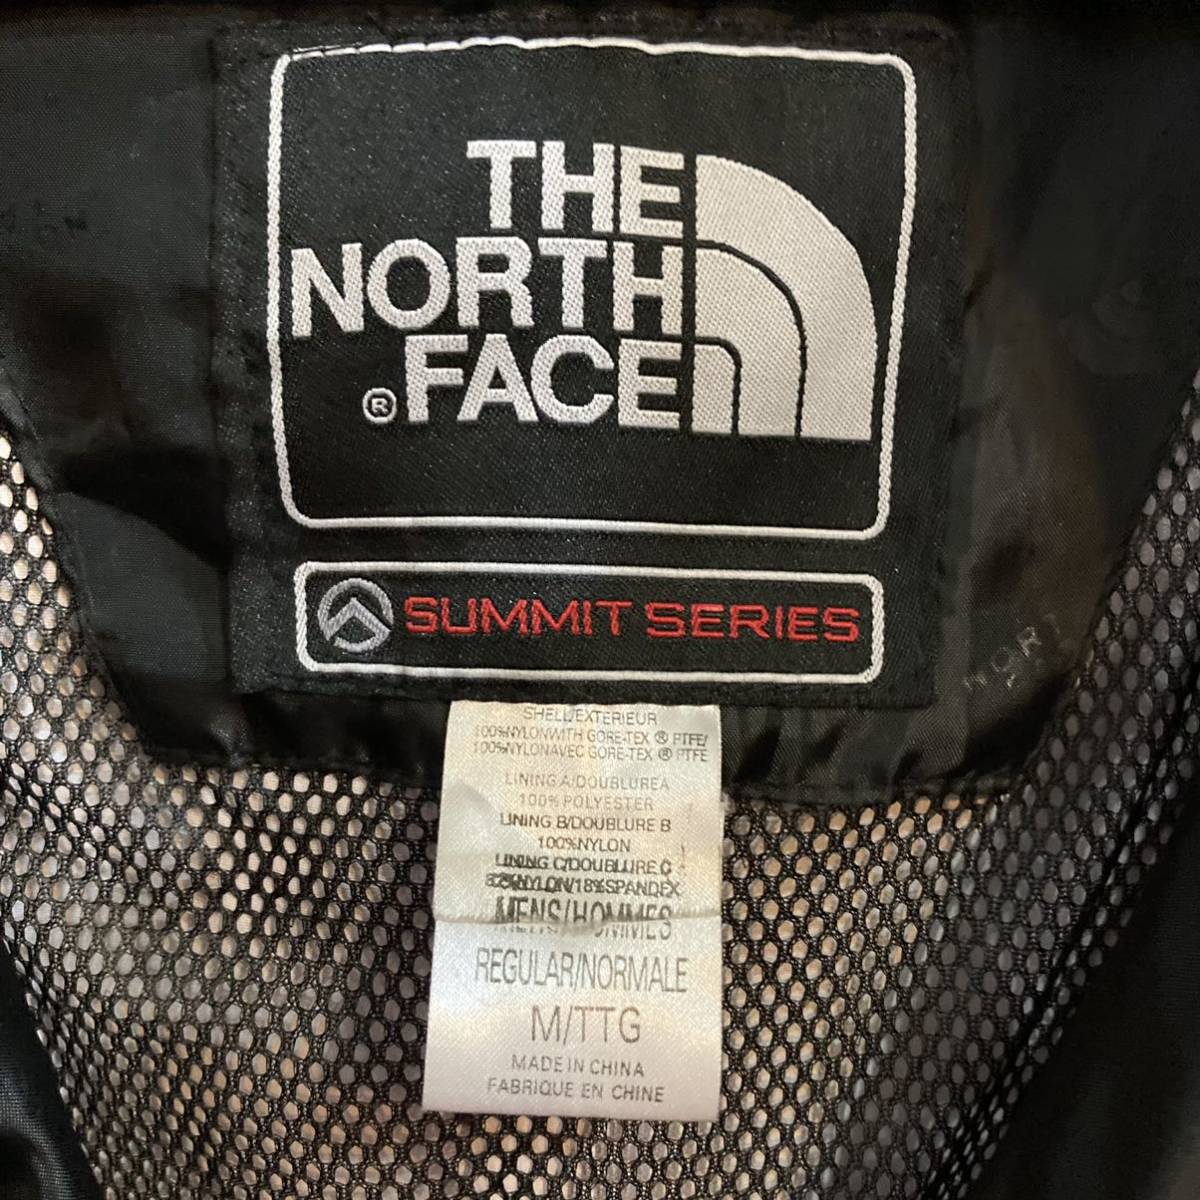 THE
NORTH
® FACE
SUMMIT SERIES
SHELL/EXTERIEUR
100%NYLONWITH GORE-TEX ® PTFE/
100%NYLONAVEC GORE-TEX ® PTFE
LINING A/DOUBLUREA
100% POLYESTER
LINING B/DOUBLURE B
100%NYLON
LINING C/DOUBLURE C
82%NYLON/18%SPANDEX
MENS/HOMMES
REGULAR/NORMALE
M/TTG
MADE IN CHINA
FABRIQUE EN CHINE